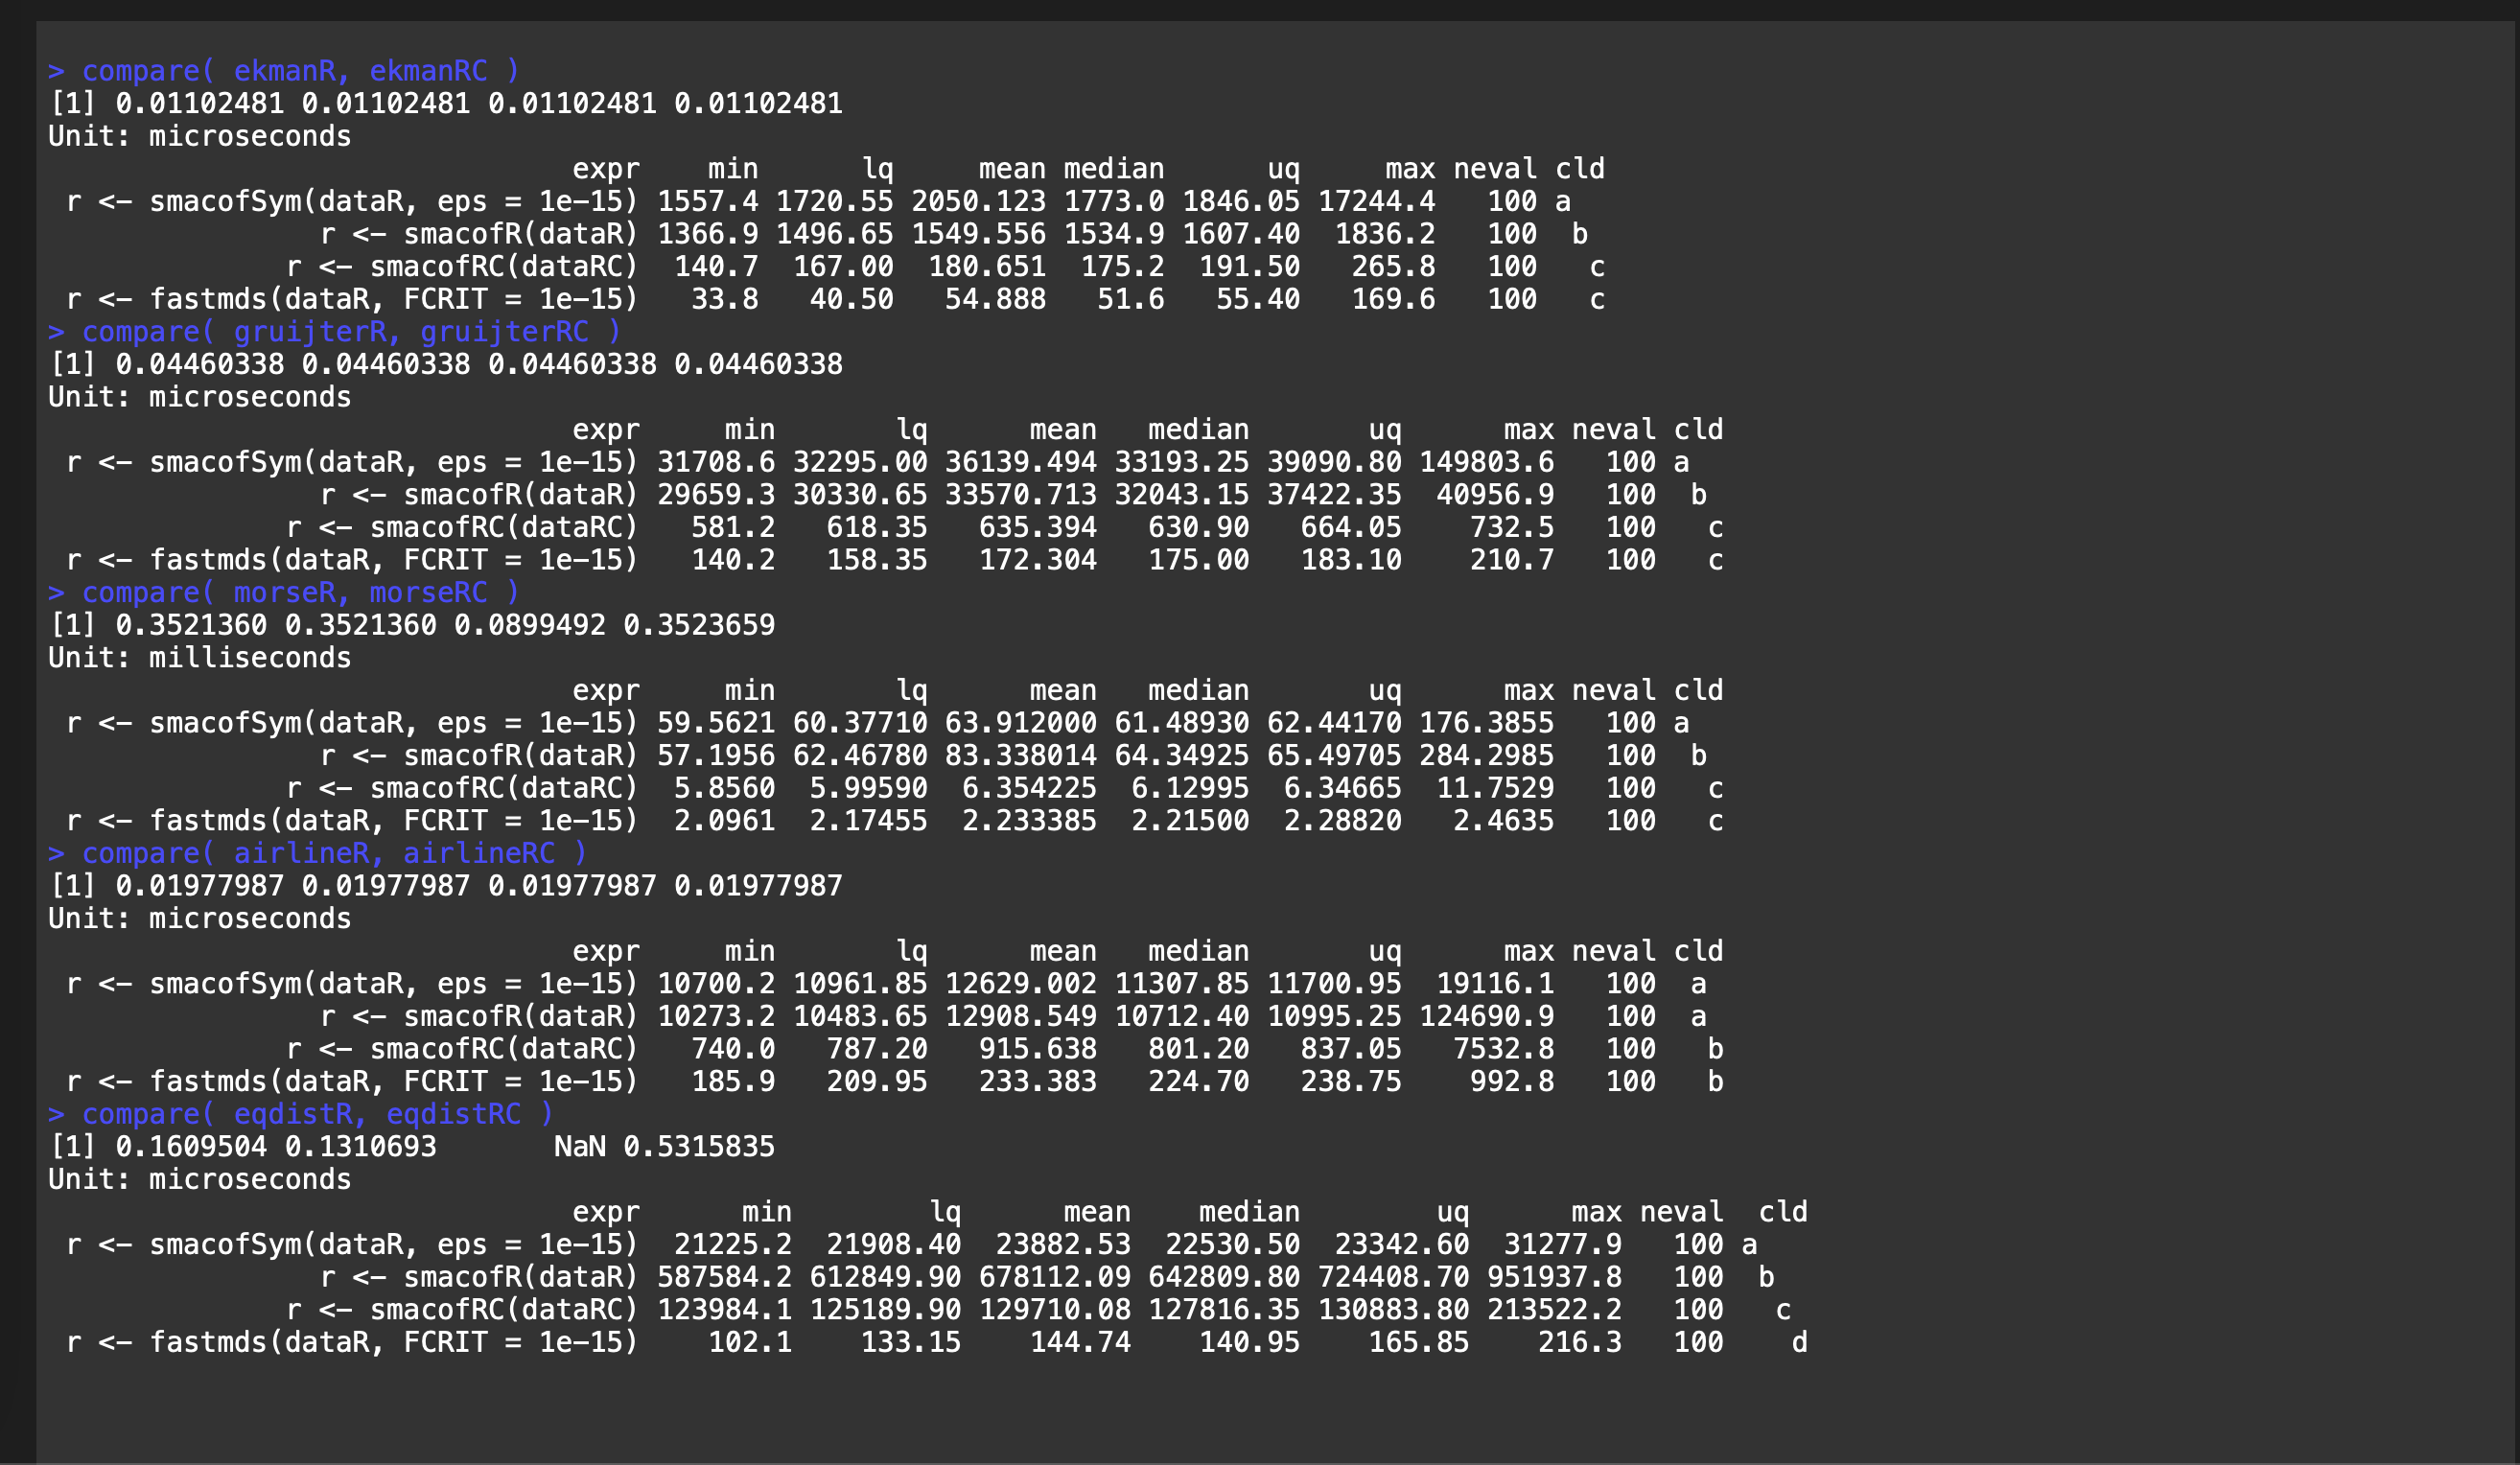 > compare( ekmanR, ekmanRC )
[1] 0.01102481 0.01102481 0.01102481 0.01102481
Unit: microseconds
                               expr    min      lq     mean median      uq     max neval cld
 r <- smacofSym(dataR, eps = 1e-15) 1557.4 1720.55 2050.123 1773.0 1846.05 17244.4   100 a
                r <- smacofR(dataR) 1366.9 1496.65 1549.556 1534.9 1607.40  1836.2   100  b
              r <- smacofRC(dataRC)  140.7  167.00  180.651  175.2  191.50   265.8   100   c
 r <- fastmds(dataR, FCRIT = 1e-15)   33.8   40.50   54.888   51.6   55.40   169.6   100   c
> compare( gruijterR, gruijterRC )
[1] 0.04460338 0.04460338 0.04460338 0.04460338
Unit: microseconds
                               expr     min       lq      mean   median       uq      max neval cld
 r <- smacofSym(dataR, eps = 1e-15) 31708.6 32295.00 36139.494 33193.25 39090.80 149803.6   100 a
                r <- smacofR(dataR) 29659.3 30330.65 33570.713 32043.15 37422.35  40956.9   100  b
              r <- smacofRC(dataRC)   581.2   618.35   635.394   630.90   664.05    732.5   100   c
 r <- fastmds(dataR, FCRIT = 1e-15)   140.2   158.35   172.304   175.00   183.10    210.7   100   c
> compare( morseR, morseRC )
[1] 0.3521360 0.3521360 0.0899492 0.3523659
Unit: milliseconds
                               expr     min       lq      mean   median       uq      max neval cld
 r <- smacofSym(dataR, eps = 1e-15) 59.5621 60.37710 63.912000 61.48930 62.44170 176.3855   100 a
                r <- smacofR(dataR) 57.1956 62.46780 83.338014 64.34925 65.49705 284.2985   100  b
              r <- smacofRC(dataRC)  5.8560  5.99590  6.354225  6.12995  6.34665  11.7529   100   c
 r <- fastmds(dataR, FCRIT = 1e-15)  2.0961  2.17455  2.233385  2.21500  2.28820   2.4635   100   c
> compare( airlineR, airlineRC )
[1] 0.01977987 0.01977987 0.01977987 0.01977987
Unit: microseconds
                               expr     min       lq      mean   median       uq      max neval cld
 r <- smacofSym(dataR, eps = 1e-15) 10700.2 10961.85 12629.002 11307.85 11700.95  19116.1   100  a
                r <- smacofR(dataR) 10273.2 10483.65 12908.549 10712.40 10995.25 124690.9   100  a
              r <- smacofRC(dataRC)   740.0   787.20   915.638   801.20   837.05   7532.8   100   b
 r <- fastmds(dataR, FCRIT = 1e-15)   185.9   209.95   233.383   224.70   238.75    992.8   100   b
> compare( eqdistR, eqdistRC )
[1] 0.1609504 0.1310693       NaN 0.5315835
Unit: microseconds
                               expr      min        lq      mean    median        uq      max neval  cld
 r <- smacofSym(dataR, eps = 1e-15)  21225.2  21908.40  23882.53  22530.50  23342.60  31277.9   100 a
                r <- smacofR(dataR) 587584.2 612849.90 678112.09 642809.80 724408.70 951937.8   100  b
              r <- smacofRC(dataRC) 123984.1 125189.90 129710.08 127816.35 130883.80 213522.2   100   c
 r <- fastmds(dataR, FCRIT = 1e-15)    102.1    133.15    144.74    140.95    165.85    216.3   100    d